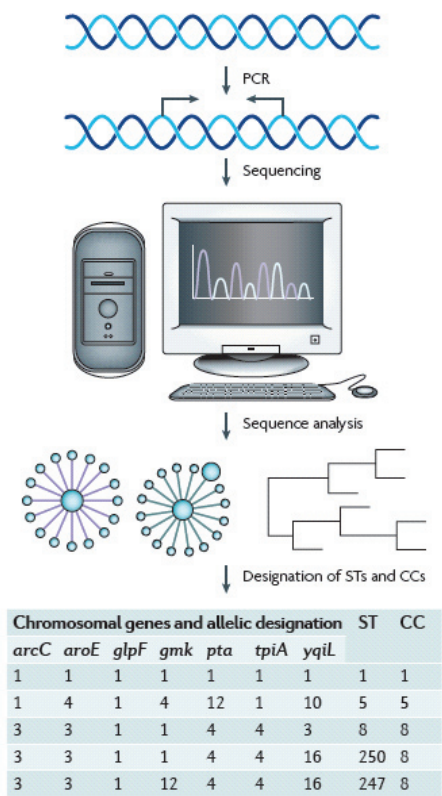 PCR
Sequencing
Sequence analysis
Designation of STs and CCs
Chromosomal genes and allelic designation ST CC
arcC aroE glpF gmk pta tpiA yqiL
1 1 1 1 1 1 1 1 1
1 4 1 4 12 1 10 5 5
3 3 1 1 4 4 3 8 8
3 3 1 1 4 4 16 250 8
3 3 1 12 4 4 16 247 8